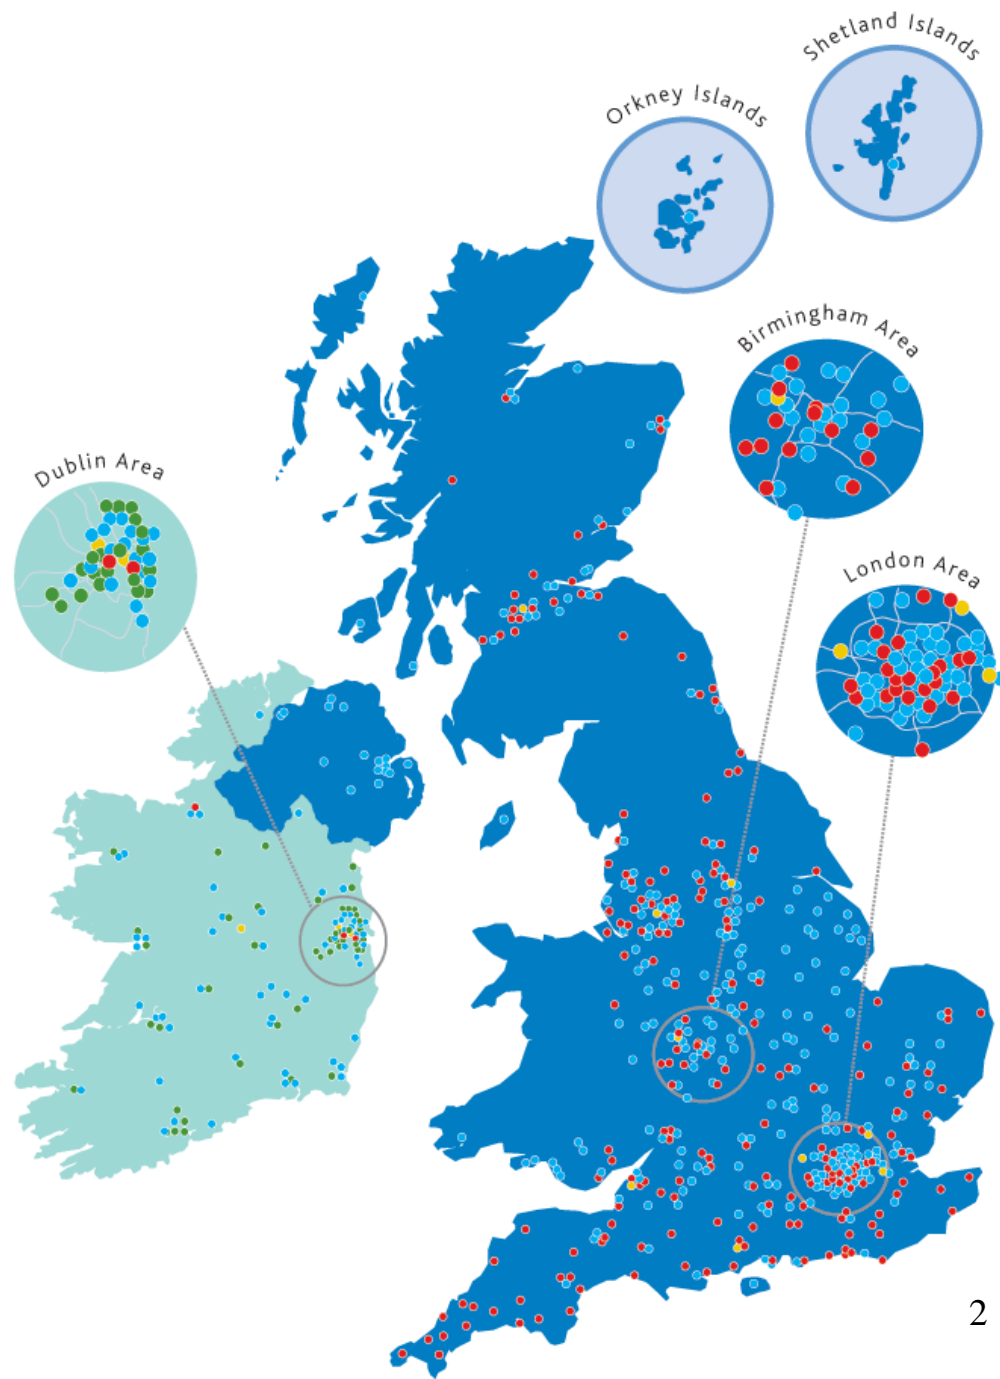 Shetland Islands
Orkney Islands
Birmingham Area
Dublin Area
London Area
2